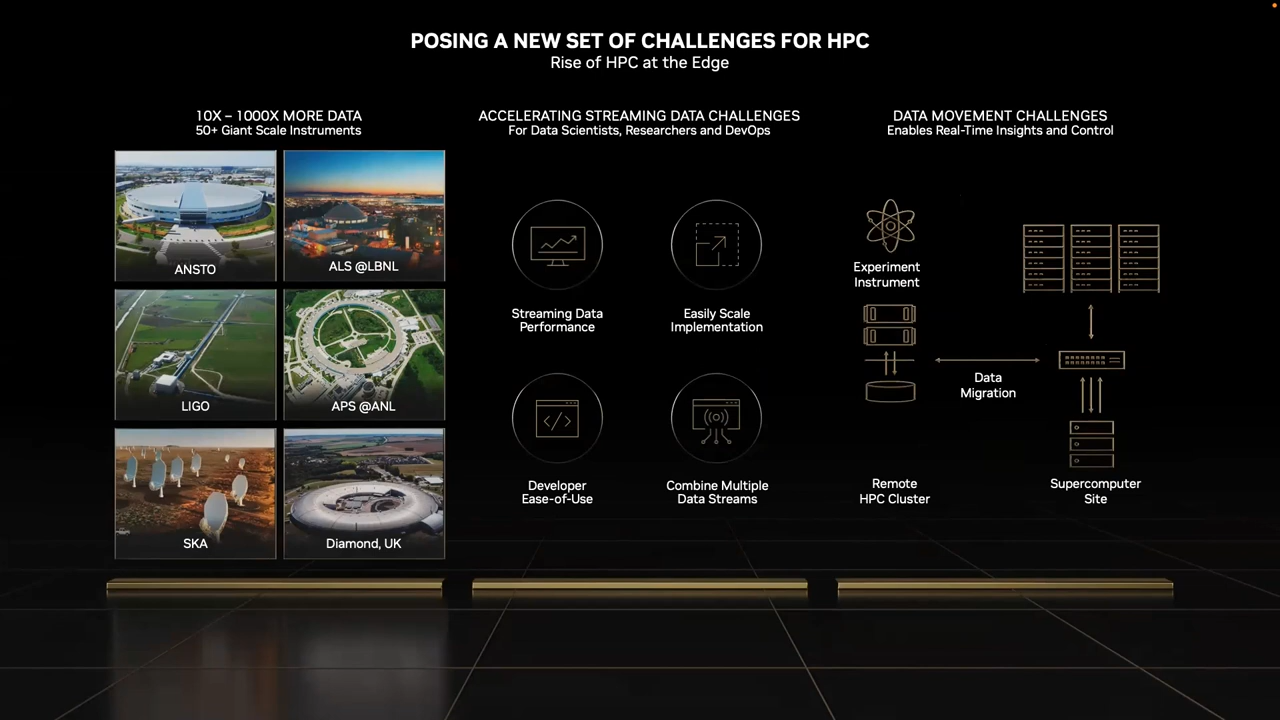 POSING A NEW SET OF CHALLENGES FOR HPC
Rise of HPC at the Edge
10X – 1000X MORE DATA
50+ Giant Scale Instruments
ANSTO
ALS @LBNL
LIGO
APS @ANL
SKA
Diamond, UK
ACCELERATING STREAMING DATA CHALLENGES
For Data Scientists, Researchers and DevOps
Streaming Data
Performance
Easily Scale
Implementation
Developer
Ease-of-Use
Combine Multiple
Data Streams
DATA MOVEMENT CHALLENGES
Enables Real-Time Insights and Control
Experiment
Instrument
Data
Migration
Remote
HPC Cluster
Supercomputer
Site